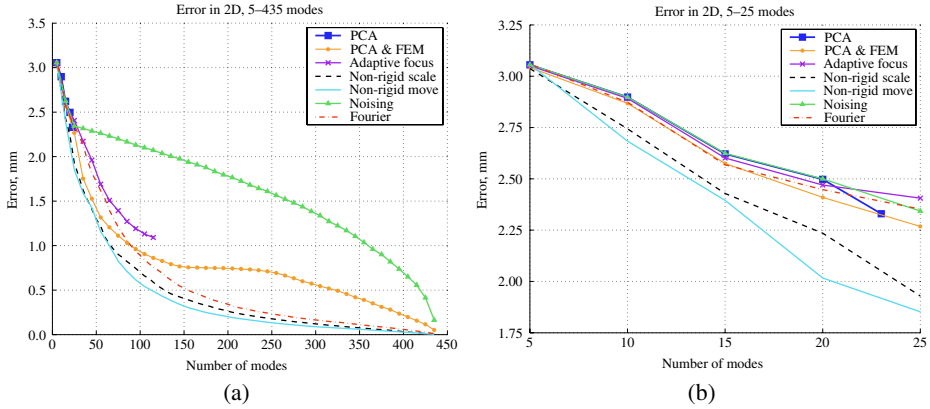 Error in 2D, 5–435 modes
3.5
3.0
2.5
2.0
1.5
1.0
0.5
0.0
Error, mm
0 50 100 150 200 250 300 350 400 450
Number of modes
PCA
PCA & FEM
Adaptive focus
Non-rigid scale
Non-rigid move
Noising
Fourier
(a)
Error in 2D, 5–25 modes
3.25
3.00
2.75
2.50
2.25
2.00
1.75
Error, mm
5 10 15 20 25
Number of modes
PCA
PCA & FEM
Adaptive focus
Non-rigid scale
Non-rigid move
Noising
Fourier
(b)